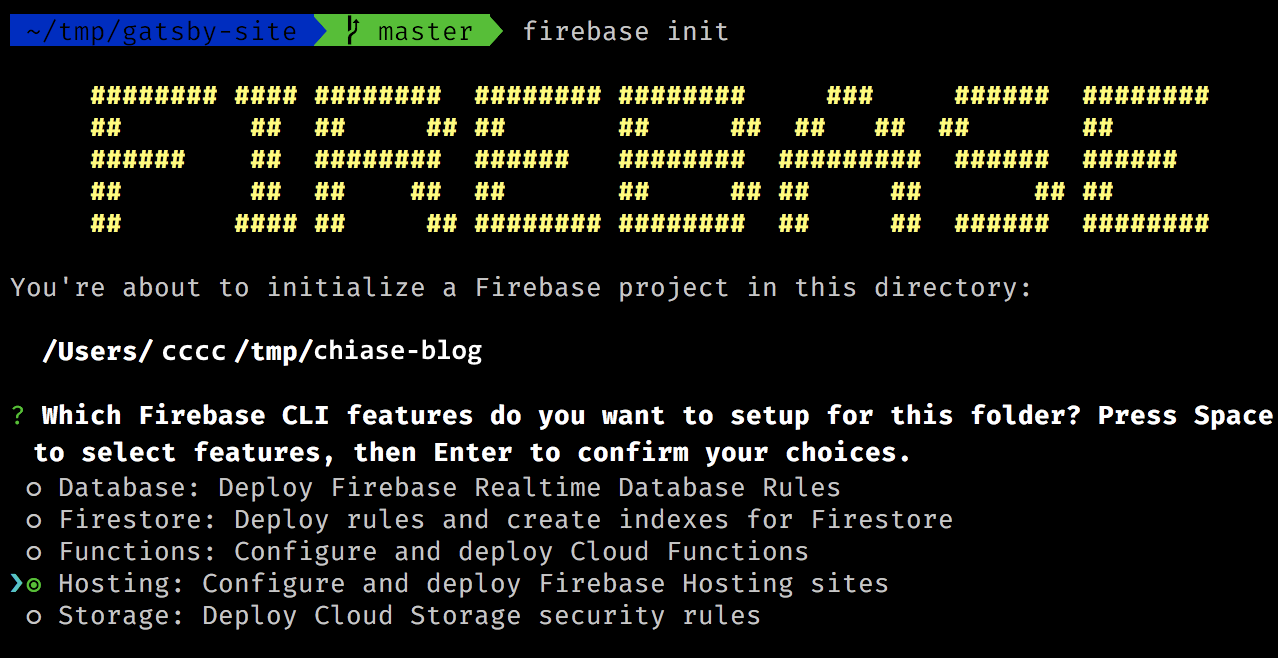 ~/tmp/gatsby-site master firebase init
######## #### ########  ######## ########     ###     ######  ########
##        ##  ##     ## ##       ##     ##  ##   ##  ##       ##
######    ##  ########  ######   ########  #########  ######  ######
##        ##  ##    ##  ##       ##     ## ##     ##       ## ##
##       #### ##     ## ######## ########  ##     ##  ######  ########
You're about to initialize a Firebase project in this directory:
/Users/ cccc /tmp/chiase-blog
? Which Firebase CLI features do you want to setup for this folder? Press Space
to select features, then Enter to confirm your choices.
○ Database: Deploy Firebase Realtime Database Rules
○ Firestore: Deploy rules and create indexes for Firestore
○ Functions: Configure and deploy Cloud Functions
❯◉ Hosting: Configure and deploy Firebase Hosting sites
○ Storage: Deploy Cloud Storage security rules